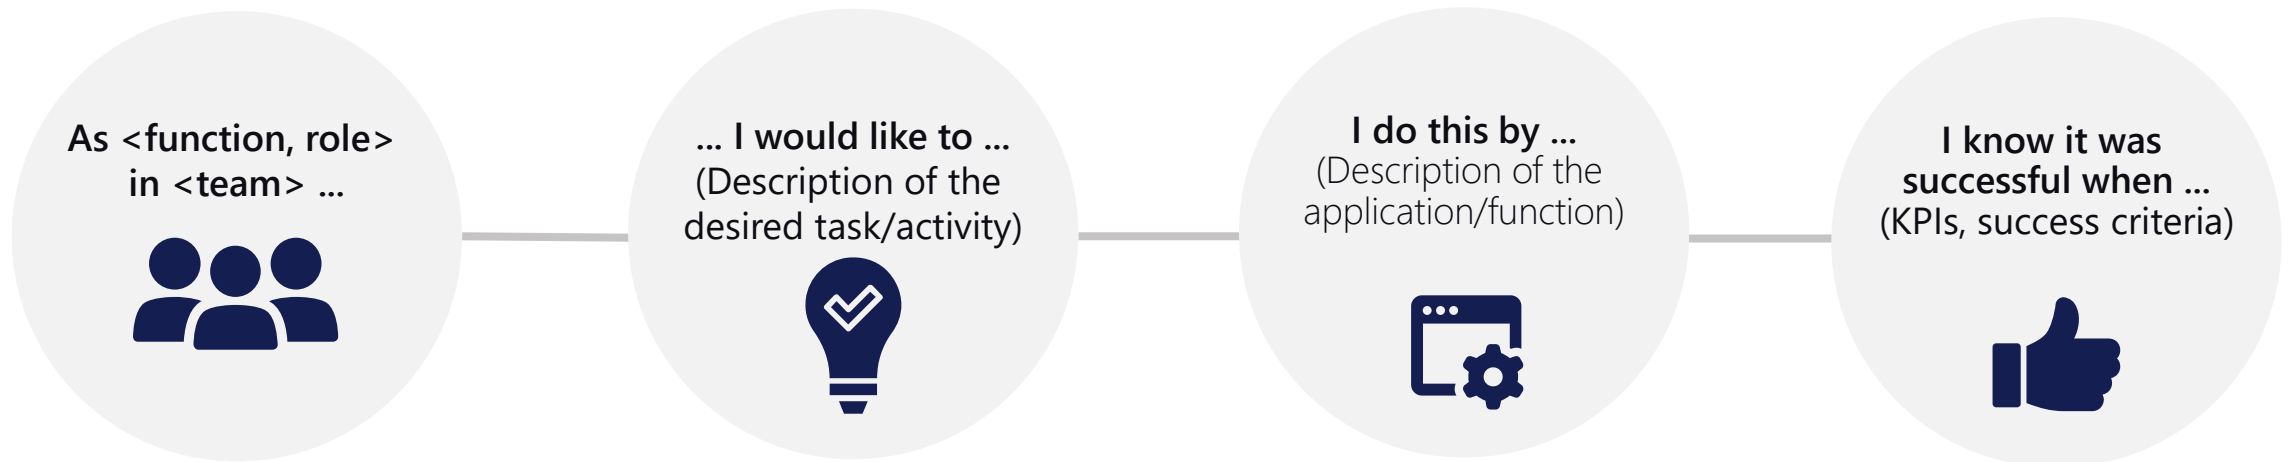 As <function, role>
in <team> ...
... I would like to ...
(Description of the
desired task/activity)
I do this by ...
(Description of the
application/function)
I know it was
successful when ...
(KPIs, success criteria)